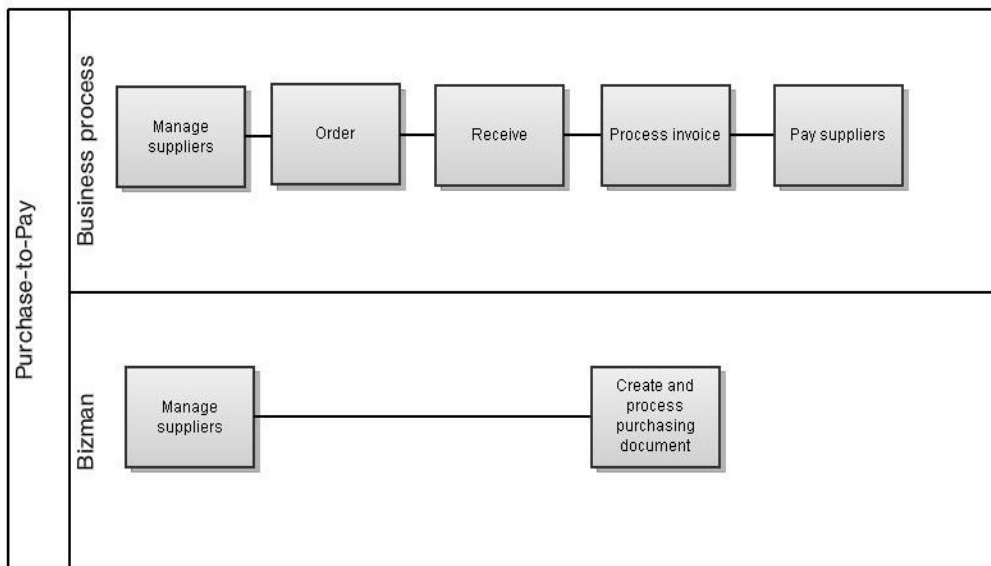 Purchase-to-Pay
Business process
Manage
suppliers
Order
Receive
Process invoice
Pay suppliers
Bizman
Manage
suppliers
Create and
process
purchasing
document